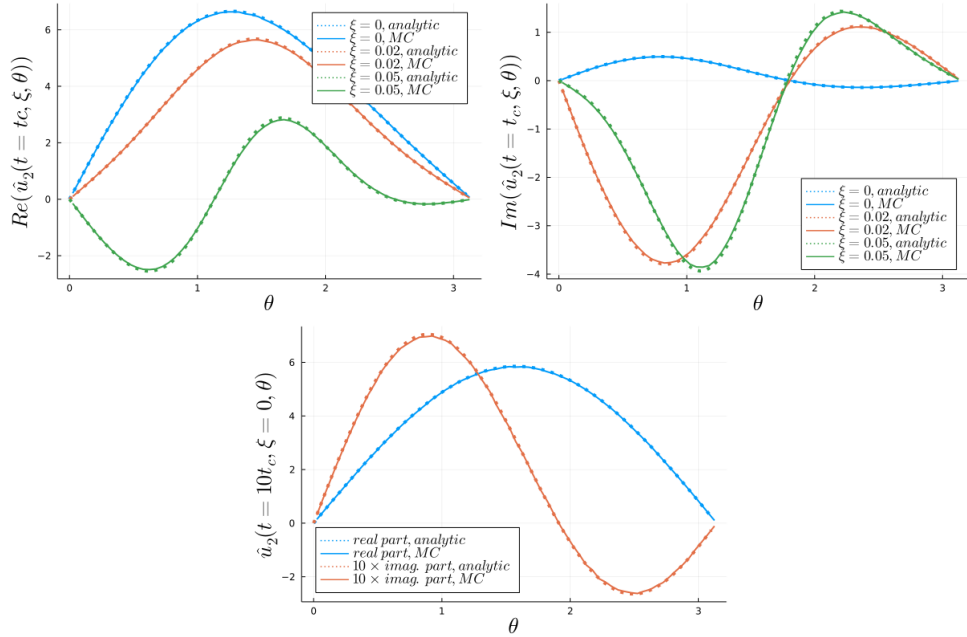 Re(û₂(t = tc, ξ, θ))
6
4
2
0
−2
ξ = 0, analytic
ξ = 0, MC
ξ = 0.02, analytic
ξ = 0.02, MC
ξ = 0.05, analytic
ξ = 0.05, MC
0
1
2
3
θ
Im(û₂(t = t_c, ξ, θ))
1
0
−1
−2
−3
−4
ξ = 0, analytic
ξ = 0, MC
ξ = 0.02, analytic
ξ = 0.02, MC
ξ = 0.05, analytic
ξ = 0.05, MC
0
1
2
3
θ
û₂(t = 10t_c, ξ = 0, θ)
6
4
2
0
−2
real part, analytic
real part, MC
10 × imag. part, analytic
10 × imag. part, MC
0
1
2
3
θ